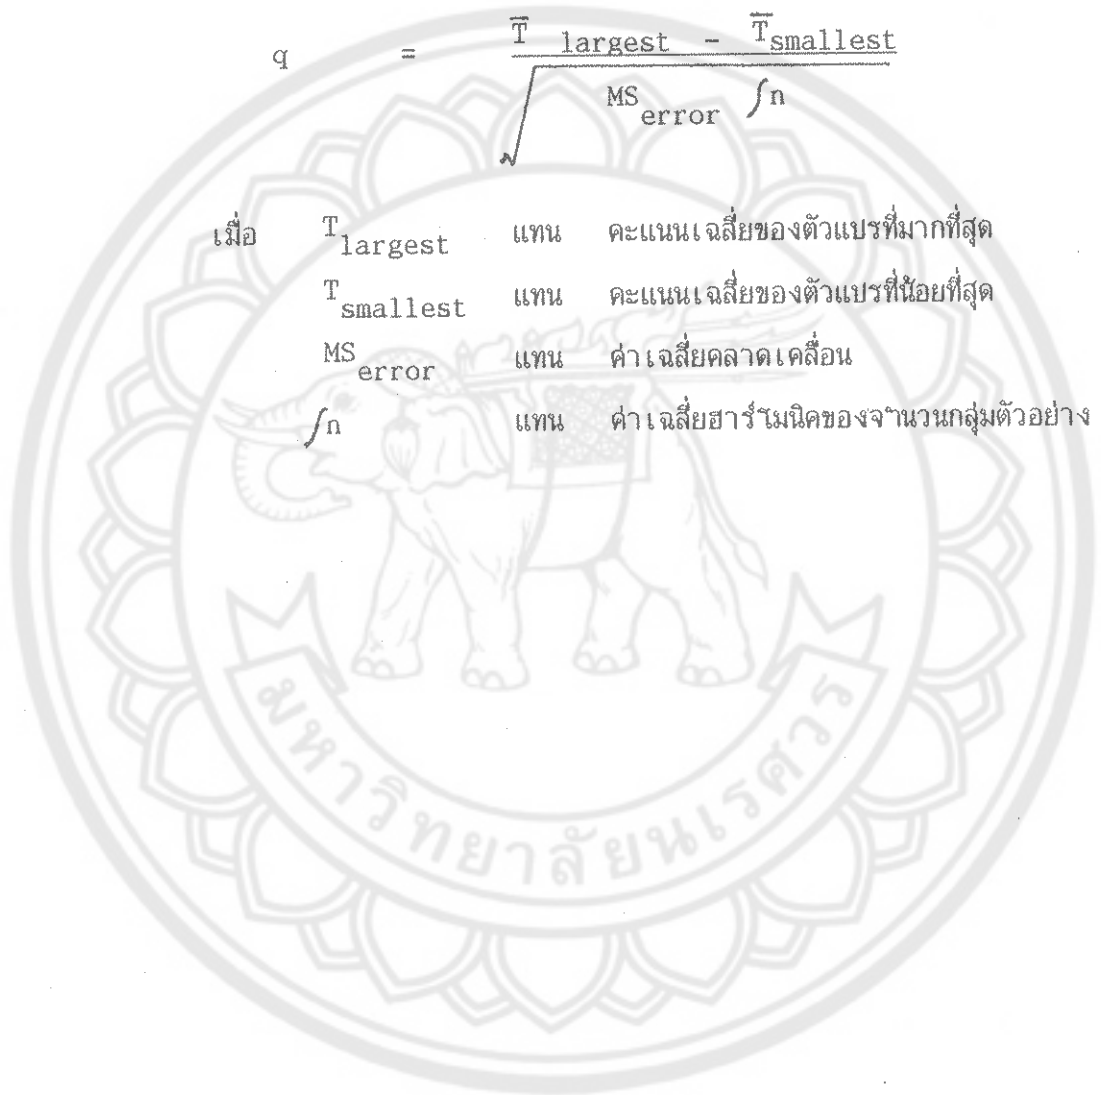 q = T̅ largest - T̅smallest
MSerror ∫n
เมื่อ Tlargest แทน คะแนนเฉลี่ยของตัวแปรที่มากที่สุด
Tsmallest แทน คะแนนเฉลี่ยของตัวแปรที่น้อยที่สุด
MSerror แทน ค่าเฉลี่ยคลาดเคลื่อน
∫n แทน ค่าเฉลี่ยฮาร์โมนิคของจำนวนกลุ่มตัวอย่าง
มหาวิทยาลัยนเรศวร